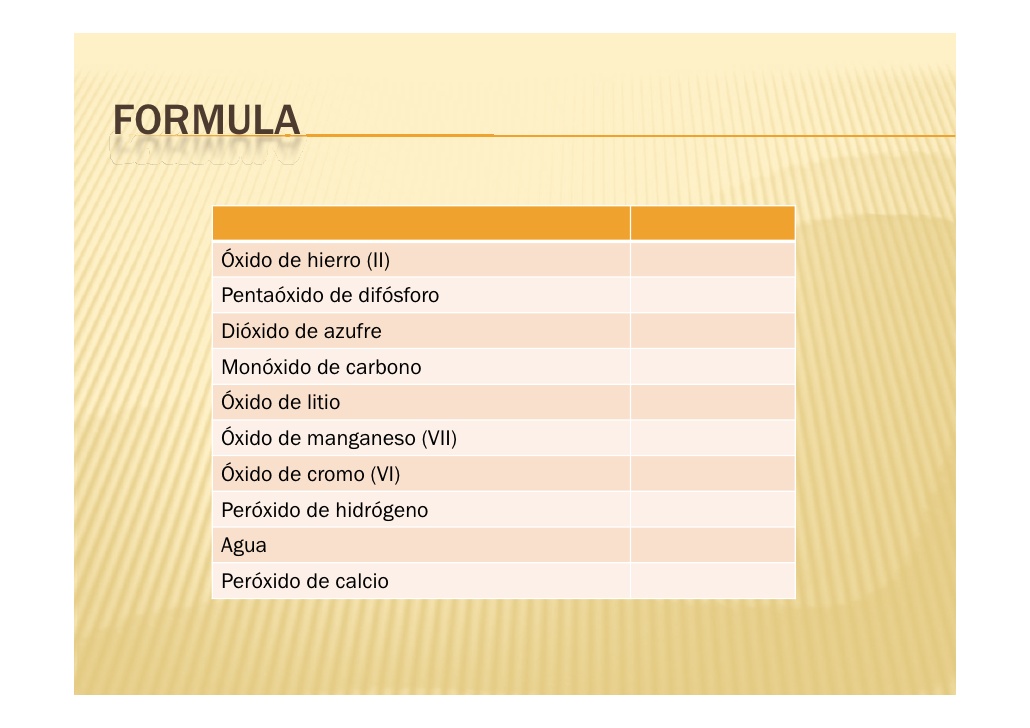 FORMULA
Óxido de hierro (II)
Pentaóxido de difósforo
Dióxido de azufre
Monóxido de carbono
Óxido de litio
Óxido de manganeso (VII)
Óxido de cromo (VI)
Peróxido de hidrógeno
Agua
Peróxido de calcio